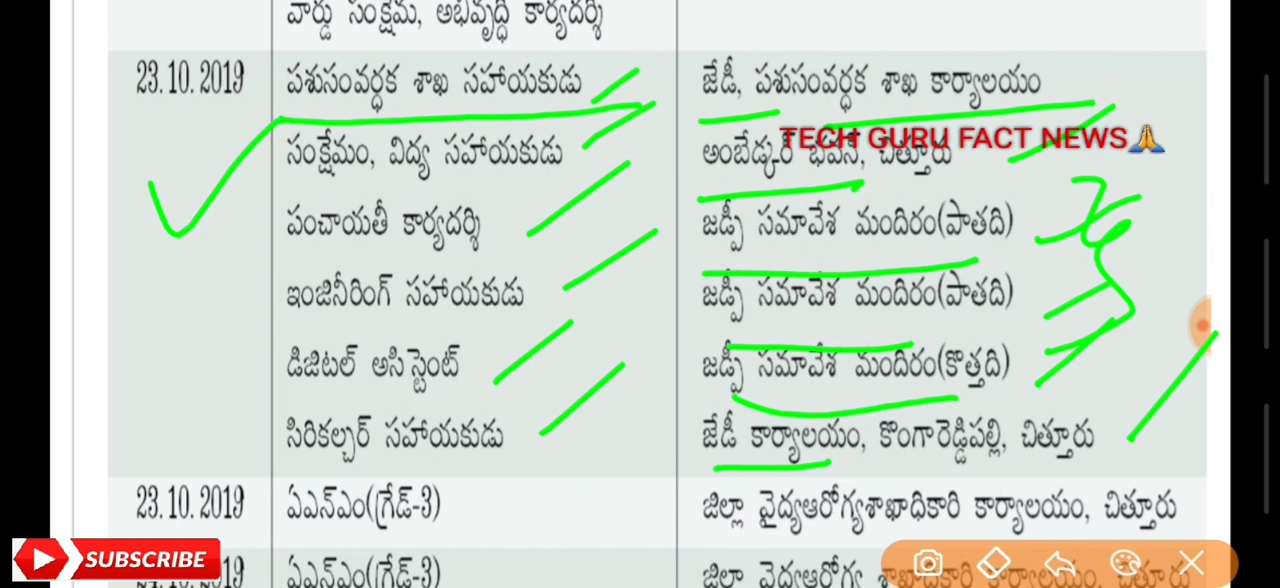 వార్డు సంక్షేమ, అభివృద్ధి కార్యదర్శి
23.10.2019 పశుసంవర్ధక శాఖ సహాయకుడు జేడీ, పశుసంవర్ధక శాఖ కార్యాలయం
TECH GURU FACT NEWS🙏
సంక్షేమం, విద్య సహాయకుడు అంబేడ్కర్ భవన్, చిత్తూరు
పంచాయతీ కార్యదర్శి జడ్పీ సమావేశ మందిరం(పాతది)
ఇంజినీరింగ్ సహాయకుడు జడ్పీ సమావేశ మందిరం(పాతది)
డిజిటల్ అసిస్టెంట్ జడ్పీ సమావేశ మందిరం(కొత్తది)
సిరికల్చర్ సహాయకుడు జేడీ కార్యాలయం, కొంగారెడ్డిపల్లి, చిత్తూరు
23.10.2019 ఏఎన్ఎం(గ్రేడ్-3) జిల్లా వైద్యఆరోగ్యశాఖాధికారి కార్యాలయం, చిత్తూరు
SUBSCRIBE
ఏఎన్ఎం(గ్రేడ్-3) జిల్లా వైద్యఆరోగ్య శాఖాధికారి కార్యాలయం, చిత్తూరు